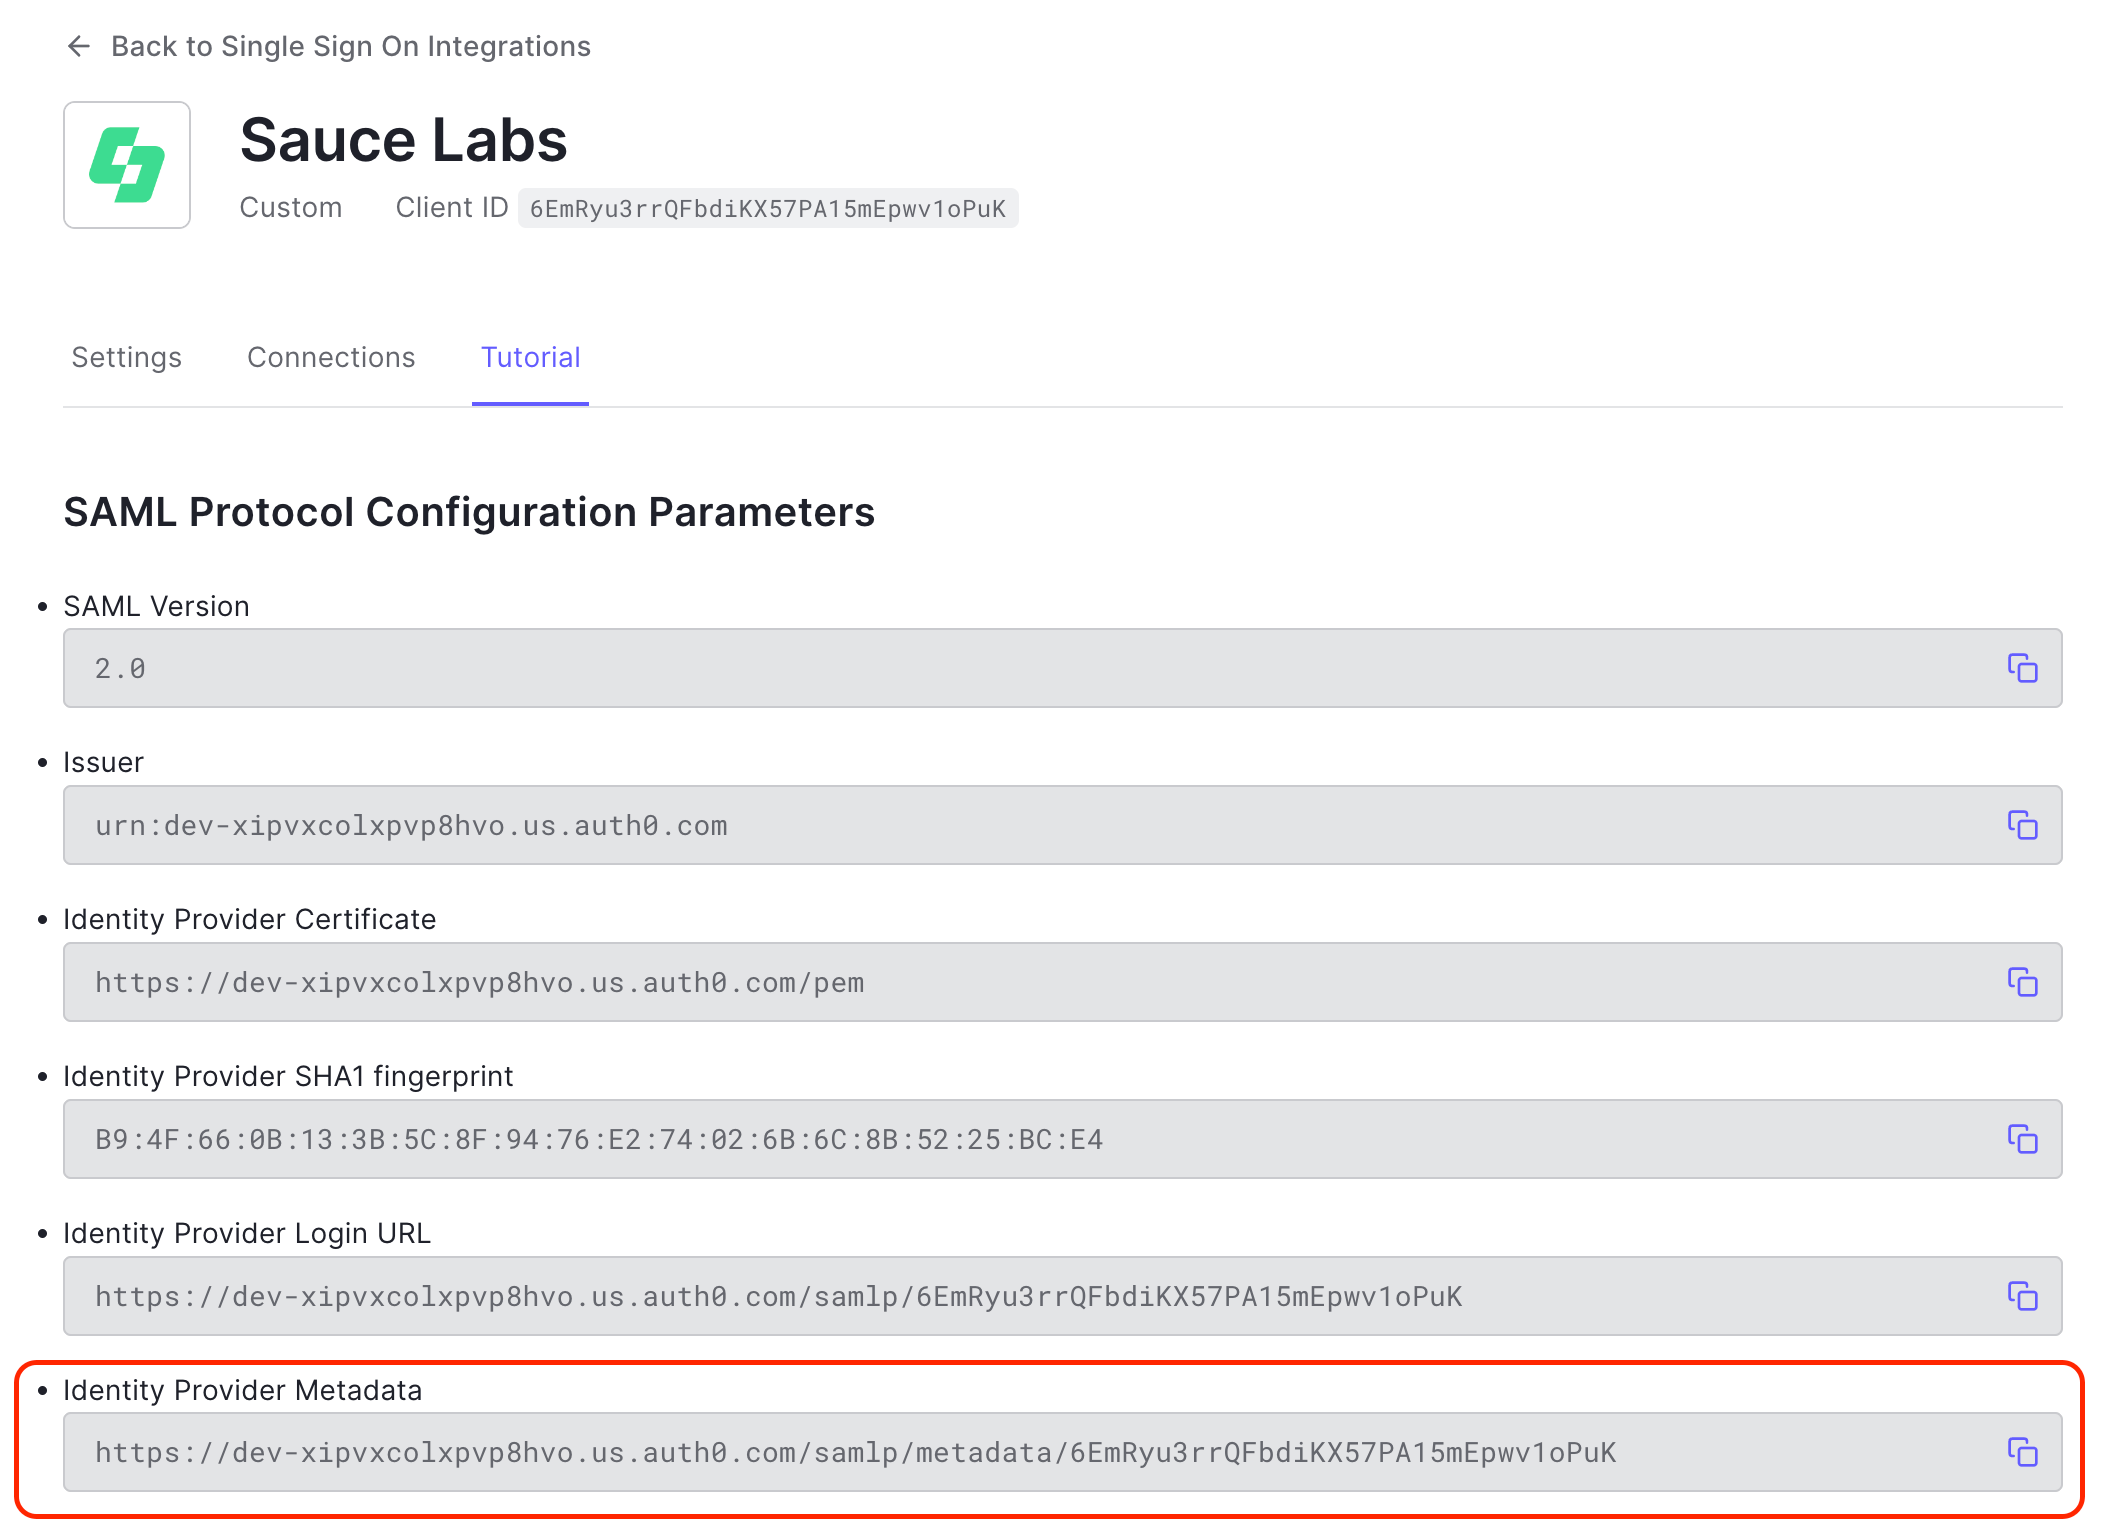 Back to Single Sign On Integrations
Sauce Labs
Custom Client ID 6EmRyu3rrQFbdiKX57PA15mEpwv1oPuK
Settings Connections Tutorial
SAML Protocol Configuration Parameters
• SAML Version
2.0
• Issuer
urn:dev-xipvxcolxpvp8hvo.us.auth0.com
• Identity Provider Certificate
https://dev-xipvxcolxpvp8hvo.us.auth0.com/pem
• Identity Provider SHA1 fingerprint
B9:4F:66:0B:13:3B:5C:8F:94:76:E2:74:02:6B:6C:8B:52:25:BC:E4
• Identity Provider Login URL
https://dev-xipvxcolxpvp8hvo.us.auth0.com/samlp/6EmRyu3rrQFbdiKX57PA15mEpwv1oPuK
• Identity Provider Metadata
https://dev-xipvxcolxpvp8hvo.us.auth0.com/samlp/metadata/6EmRyu3rrQFbdiKX57PA15mEpwv1oPuK